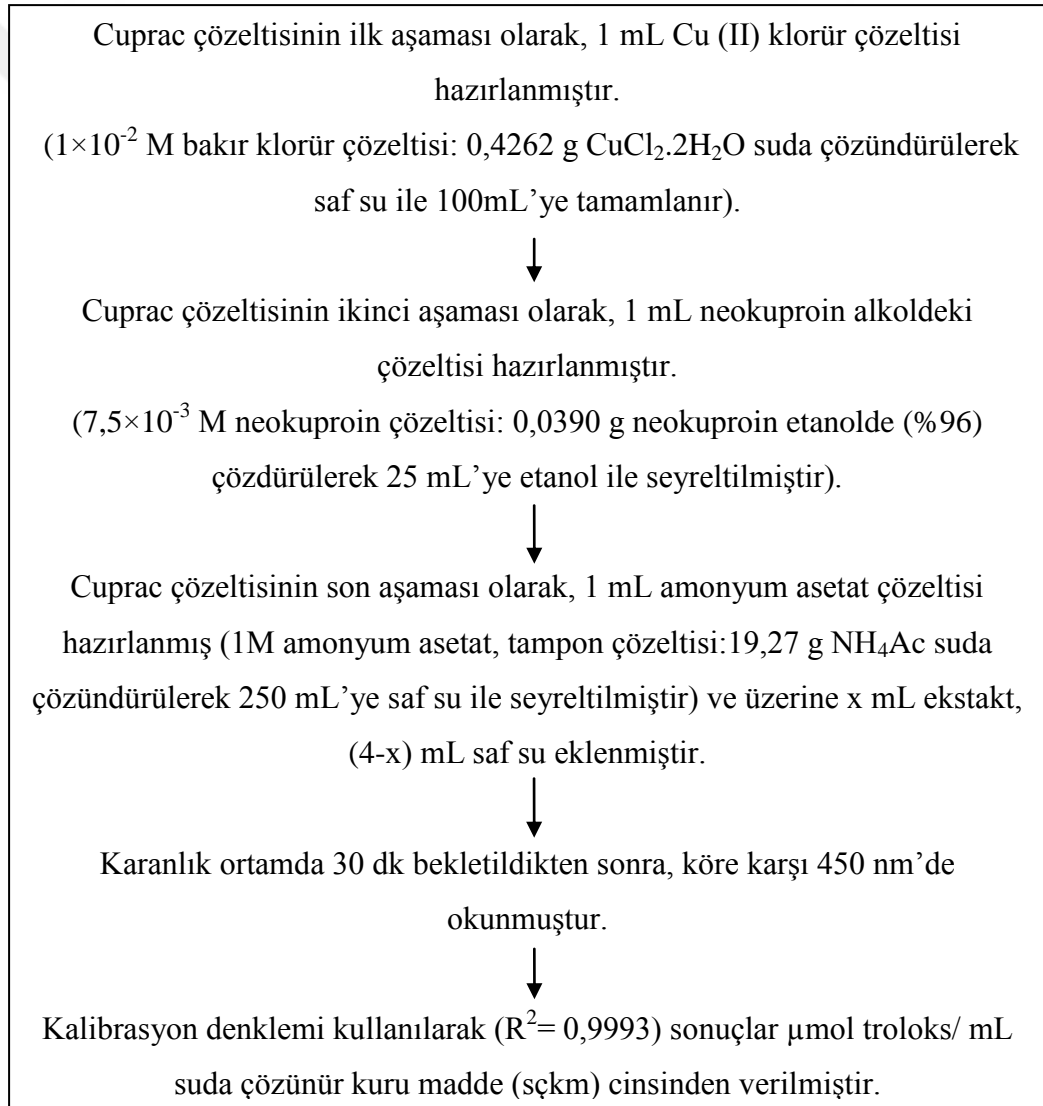 Cuprac çözeltisinin ilk aşaması olarak, 1 mL Cu (II) klorür çözeltisi
hazırlanmıştır.
(1×10⁻² M bakır klorür çözeltisi: 0,4262 g CuCl₂.2H₂O suda çözündürülerek
saf su ile 100mL’ye tamamlanır).
Cuprac çözeltisinin ikinci aşaması olarak, 1 mL neokuproin alkoldeki
çözeltisi hazırlanmıştır.
(7,5×10⁻³ M neokuproin çözeltisi: 0,0390 g neokuproin etanolde (%96)
çözdürülerek 25 mL’ye etanol ile seyreltilmiştir).
Cuprac çözeltisinin son aşaması olarak, 1 mL amonyum asetat çözeltisi
hazırlanmış (1M amonyum asetat, tampon çözeltisi:19,27 g NH₄Ac suda
çözündürülerek 250 mL’ye saf su ile seyreltilmiştir) ve üzerine x mL ekstakt,
(4-x) mL saf su eklenmiştir.
Karanlık ortamda 30 dk bekletildikten sonra, köre karşı 450 nm’de
okunmuştur.
Kalibrasyon denklemi kullanılarak (R²= 0,9993) sonuçlar µmol troloks/ mL
suda çözünür kuru madde (sçkm) cinsinden verilmiştir.